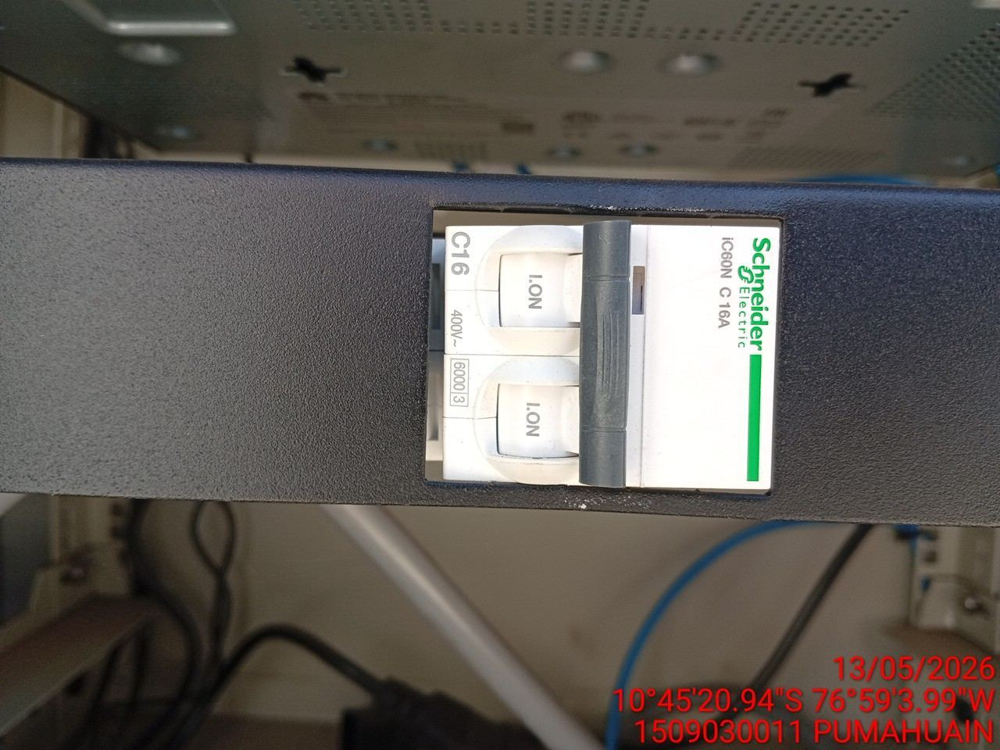 Schneider
Electric
iC60N C 16A
I.ON
I.ON
C16
400V~
6000 3
13/05/2026
10°45'20.94"S 76°59'3.99"W
1509030011 PUMAHUAIN